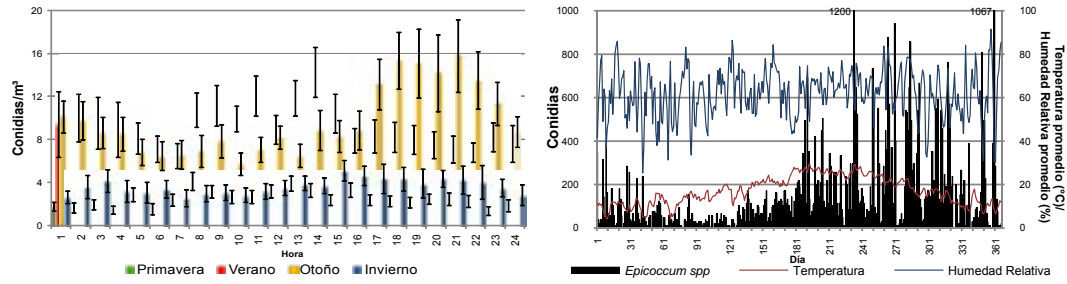 20
16
12
8
4
0
Conidias/m³
1 2 3 4 5 6 7 8 9 10 11 12 13 14 15 16 17 18 19 20 21 22 23 24
Hora
Primavera Verano Otoño Invierno
1200 1067
1000
800
600
400
200
0
Conidias
100
80
60
40
20
0
Temperatura promedio (°C)/
Humedad Relativa promedio (%)
1 31 61 91 121 151 181 211 241 271 301 331 361
Día
Epicoccum spp Temperatura Humedad Relativa